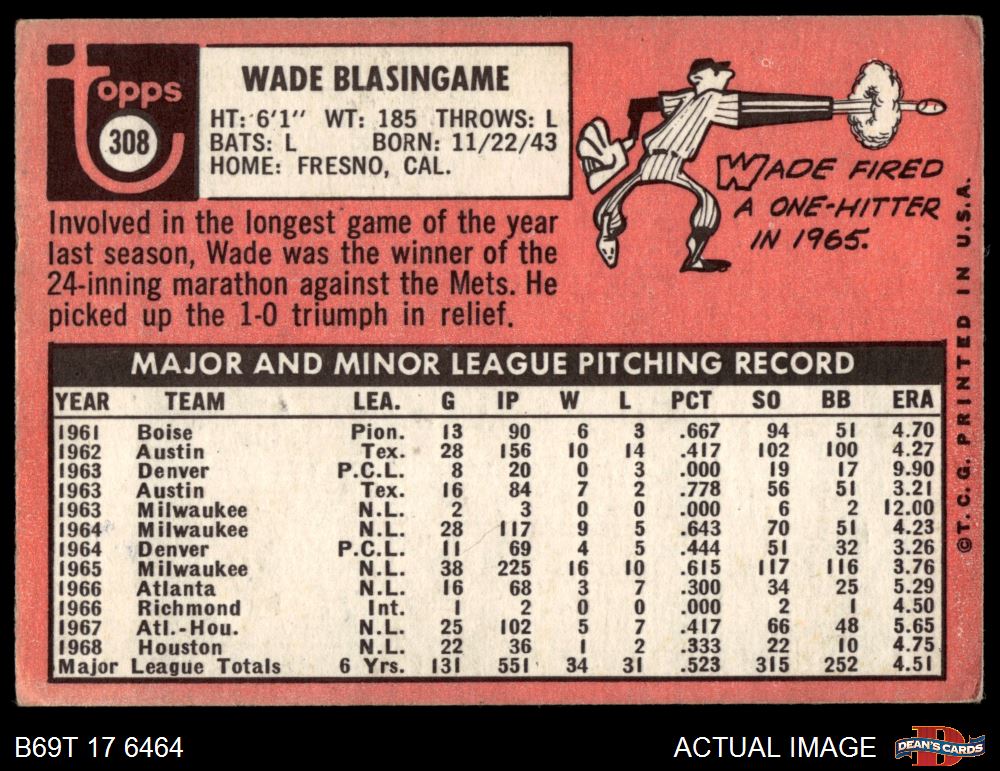 Topps
308
WADE BLASINGAME
HT: 6'1" WT: 185 THROWS: L
BATS: L BORN: 11/22/43
HOME: FRESNO, CAL.
WADE FIRED
A ONE-HITTER
IN 1965.
Involved in the longest game of the year
last season, Wade was the winner of the
24-inning marathon against the Mets. He
picked up the 1-0 triumph in relief.
MAJOR AND MINOR LEAGUE PITCHING RECORD
YEAR TEAM LEA. G IP W L PCT SO BB ERA
1961 Boise Pion. 13 90 6 3 .667 94 51 4.70
1962 Austin Tex. 28 156 10 14 .417 102 100 4.27
1963 Denver P.C.L. 8 20 0 3 .000 19 17 9.90
1963 Austin Tex. 16 84 7 2 .778 56 51 3.21
1963 Milwaukee N.L. 2 3 0 0 .000 6 2 12.00
1964 Milwaukee N.L. 28 117 9 5 .643 70 51 4.23
1964 Denver P.C.L. 11 69 4 5 .444 51 32 3.26
1965 Milwaukee N.L. 38 225 16 10 .615 117 116 3.76
1966 Atlanta N.L. 16 68 3 7 .300 34 25 5.29
1966 Richmond Int. 1 2 0 0 .000 2 1 4.50
1967 Atl.-Hou. N.L. 25 102 5 7 .417 66 48 5.65
1968 Houston N.L. 22 36 1 2 .333 22 10 4.75
Major League Totals 6 Yrs. 131 551 34 31 .523 315 252 4.51
©T.C.G. PRINTED IN U.S.A.
B69T 17 6464
ACTUAL IMAGE
DEAN'S CARDS